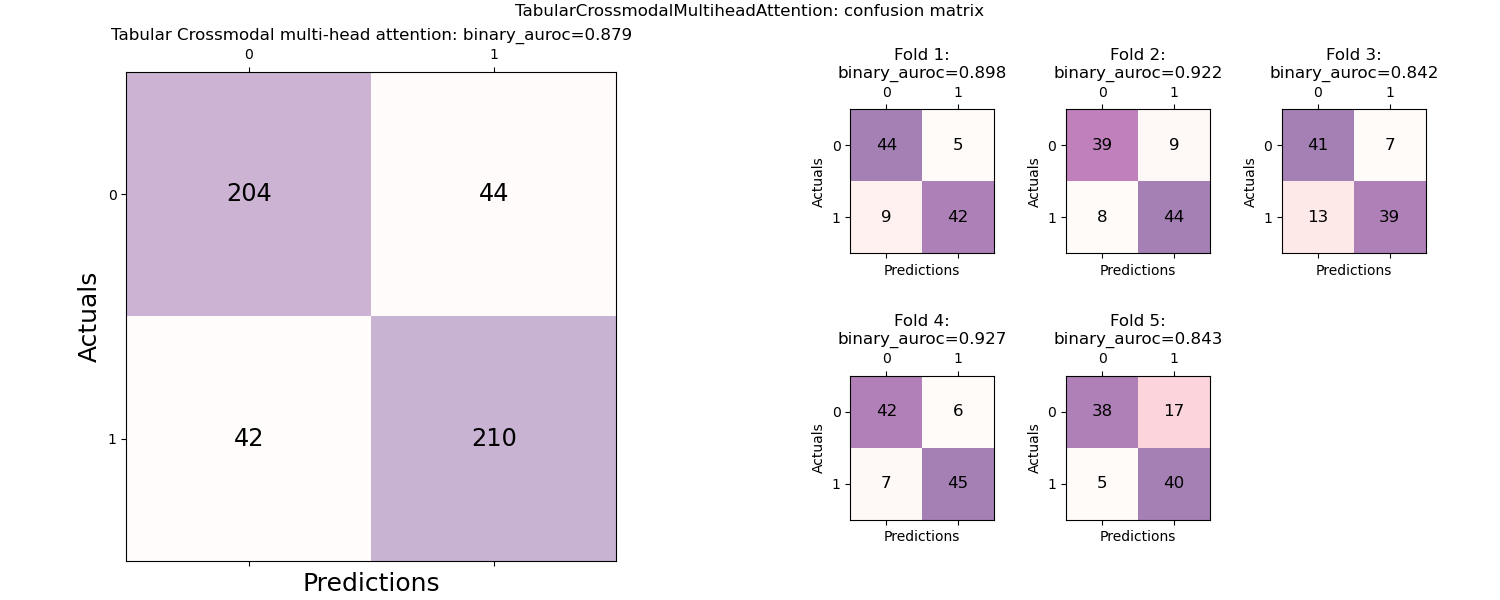 TabularCrossmodalMultiheadAttention: confusion matrix
Tabular Crossmodal multi-head attention: binary_auroc=0.879
0 1
0 204 44
Actuals
1 42 210
Predictions
Fold 1:
binary_auroc=0.898
0 1
0 44 5
Actuals
1 9 42
Predictions
Fold 2:
binary_auroc=0.922
0 1
0 39 9
Actuals
1 8 44
Predictions
Fold 3:
binary_auroc=0.842
0 1
0 41 7
Actuals
1 13 39
Predictions
Fold 4:
binary_auroc=0.927
0 1
0 42 6
Actuals
1 7 45
Predictions
Fold 5:
binary_auroc=0.843
0 1
0 38 17
Actuals
1 5 40
Predictions